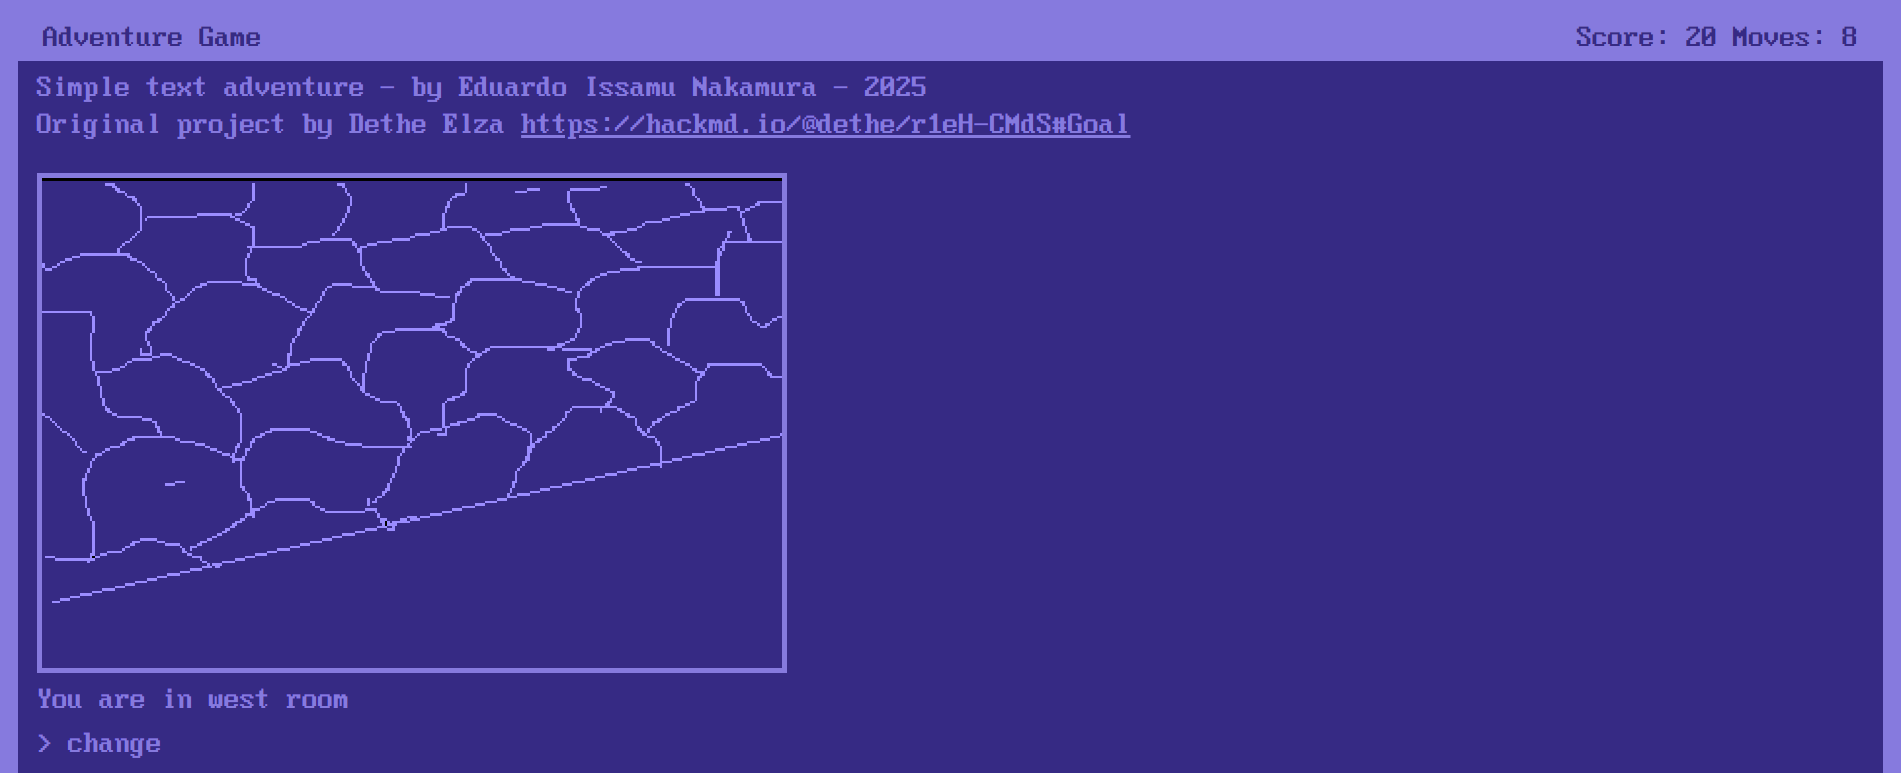 Adventure Game Score: 20 Moves: 8
Simple text adventure - by Eduardo Issamu Nakamura - 2025
Original project by Dethe Elza https://hackmd.io/@dethe/r1eH-CMdS#Goal
You are in west room
> change